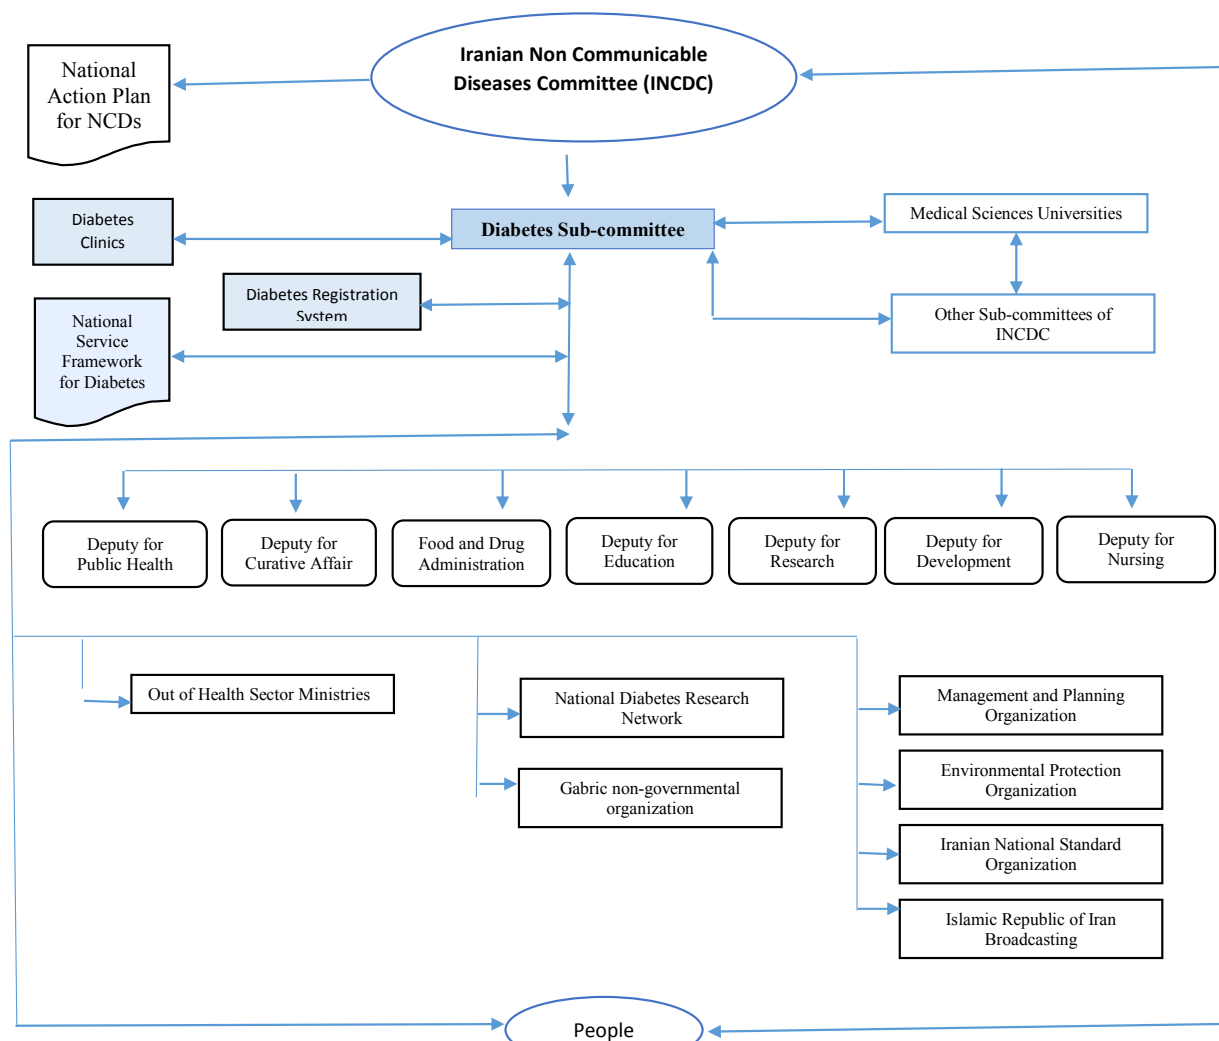 Iranian Non Communicable
Diseases Committee (INCDC)
National
Action Plan
for NCDs
Diabetes
Clinics
Diabetes Sub-committee
Medical Sciences Universities
Diabetes Registration
System
Other Sub-committees of
INCDC
National
Service
Framework
for Diabetes
Deputy for
Public Health
Deputy for
Curative Affair
Food and Drug
Administration
Deputy for
Education
Deputy for
Research
Deputy for
Development
Deputy for
Nursing
Out of Health Sector Ministries
National Diabetes Research
Network
Gabric non-governmental
organization
Management and Planning
Organization
Environmental Protection
Organization
Iranian National Standard
Organization
Islamic Republic of Iran
Broadcasting
People